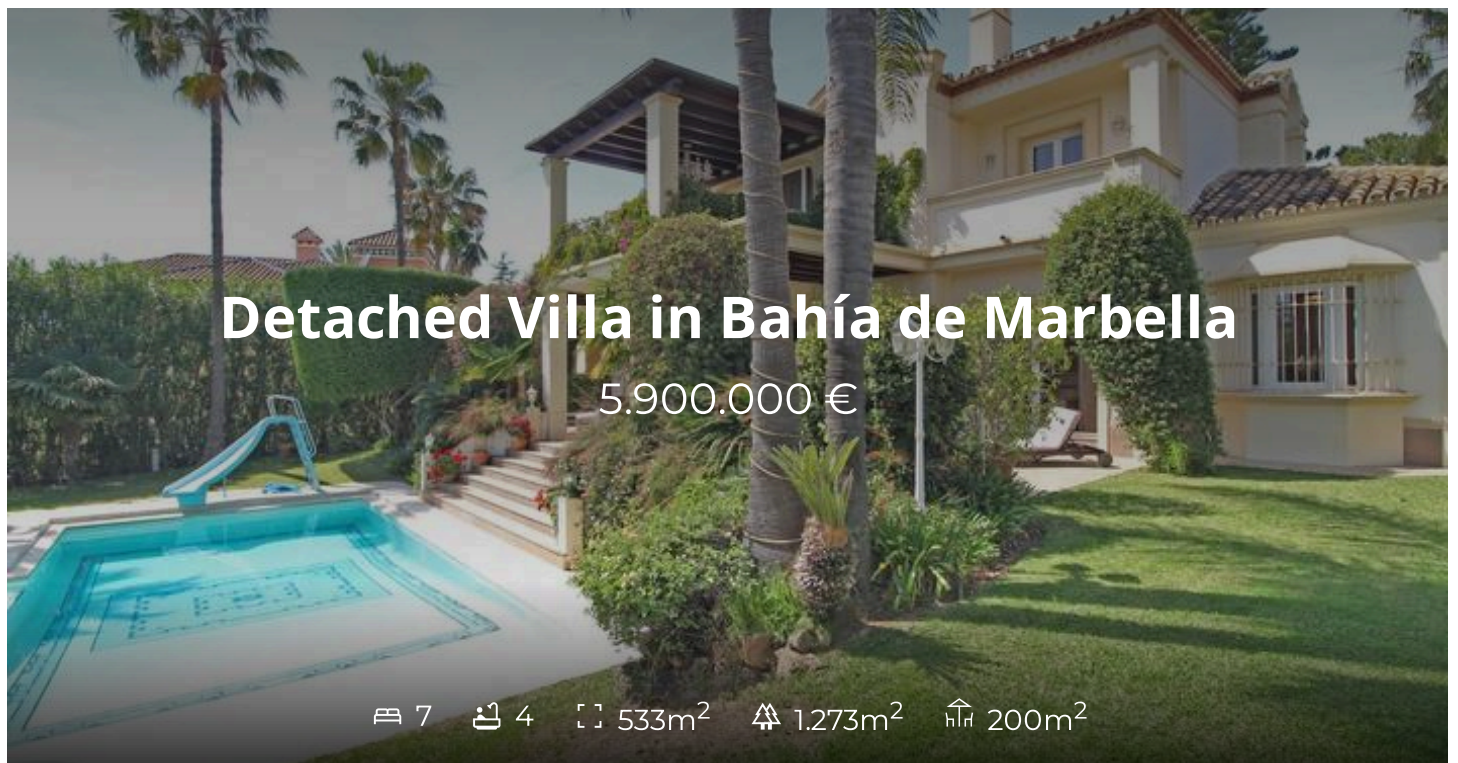 Detached Villa in Bahía de Marbella
5.900.000 €
7 4 533m² 1.273m² 200m²